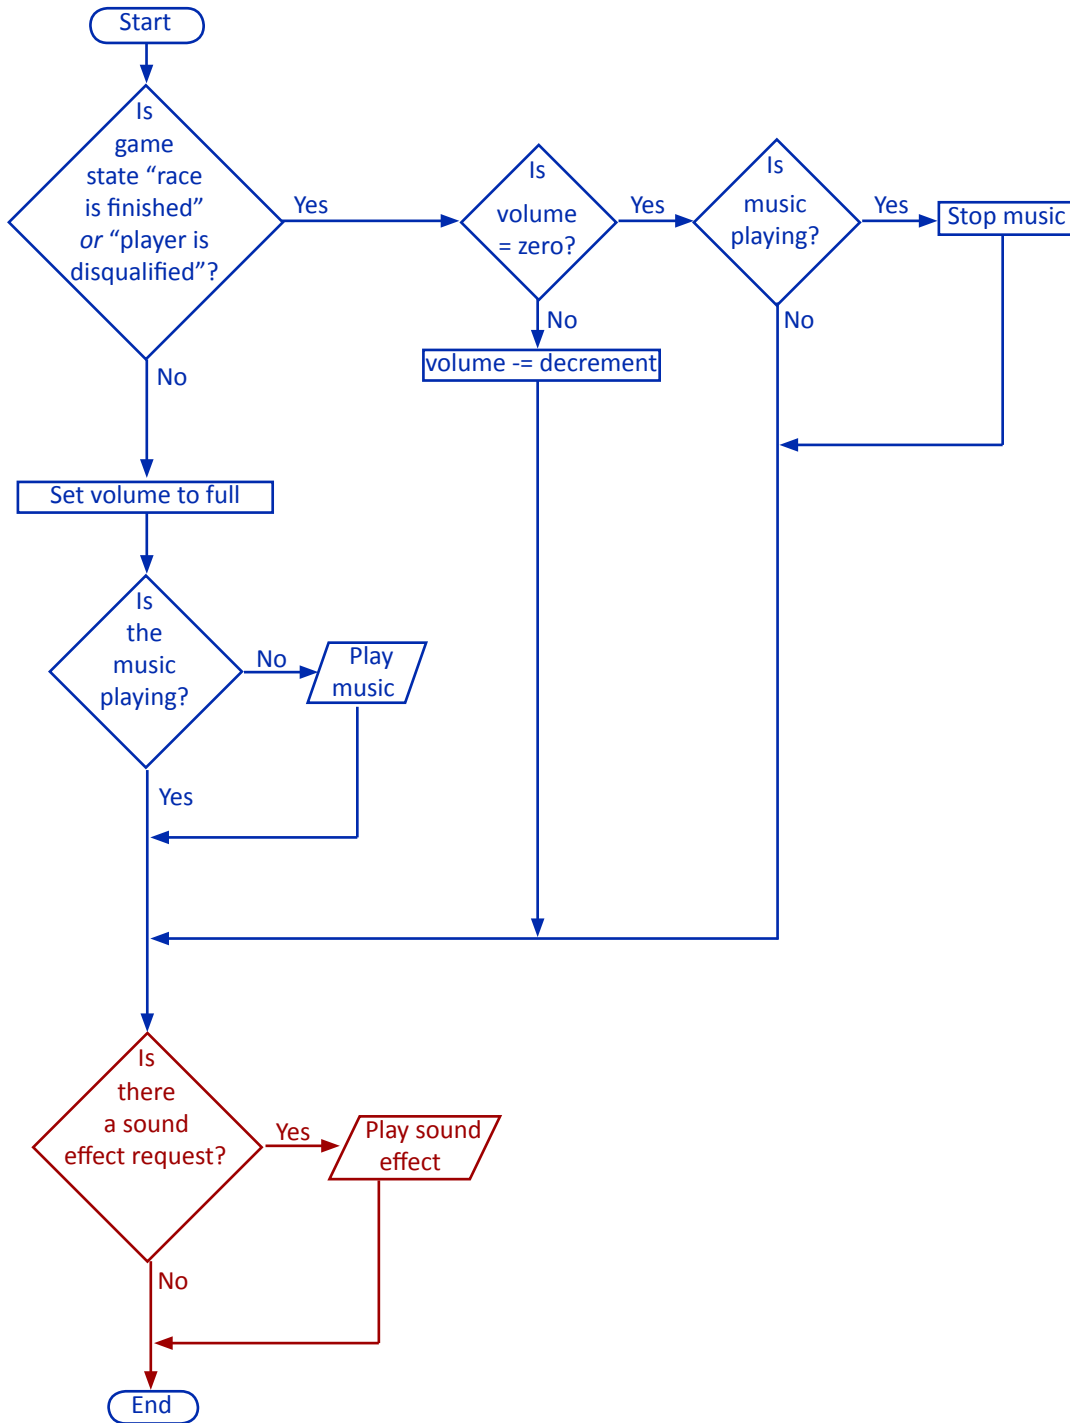 Start
Is
game
state “race
is finished”
or “player is
disqualified”?
Yes
No
Is
volume
= zero?
Yes
No
Is
music
playing?
Yes
No
Stop music
volume -= decrement
Set volume to full
Is
the
music
playing?
No
Yes
Play
music
Is
there
a sound
effect request?
Yes
No
Play sound
effect
End